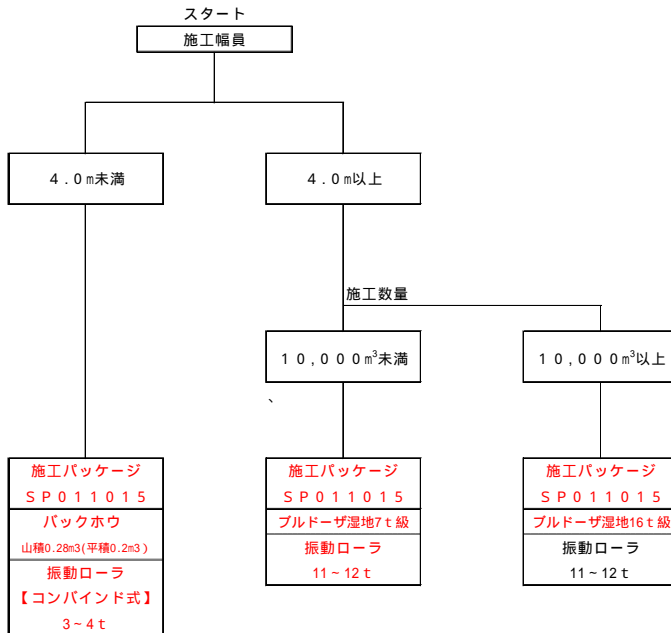 スタート
施工幅員
４．０ｍ未満
４．０ｍ以上
施工数量
１０,０００㎥未満
１０,０００㎥以上
、
施工パッケージ
ＳＰ０１１０１５
バックホウ
山積0.28m3(平積0.2m3)
振動ローラ
【コンバインド式】
３～４ｔ
施工パッケージ
ＳＰ０１１０１５
ブルドーザ湿地7ｔ級
振動ローラ
11～12ｔ
施工パッケージ
ＳＰ０１１０１５
ブルドーザ湿地16ｔ級
振動ローラ
11～12ｔ